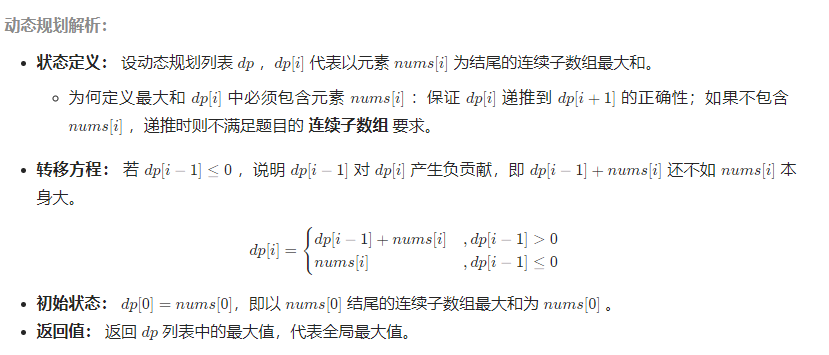 动态规划解析：
• 状态定义： 设动态规划列表 dp ，dp[i] 代表以元素 nums[i] 为结尾的连续子数组最大和。
◦ 为何定义最大和 dp[i] 中必须包含元素 nums[i] ：保证 dp[i] 递推到 dp[i + 1] 的正确性；如果不包含
nums[i] ，递推时则不满足题目的 连续子数组 要求。
• 转移方程： 若 dp[i − 1] ≤ 0 ，说明 dp[i − 1] 对 dp[i] 产生负贡献，即 dp[i − 1] + nums[i] 还不如 nums[i] 本
身大。
dp[i] = { dp[i − 1] + nums[i] , dp[i − 1] > 0
nums[i] , dp[i − 1] ≤ 0
• 初始状态： dp[0] = nums[0]，即以 nums[0] 结尾的连续子数组最大和为 nums[0] 。
• 返回值： 返回 dp 列表中的最大值，代表全局最大值。